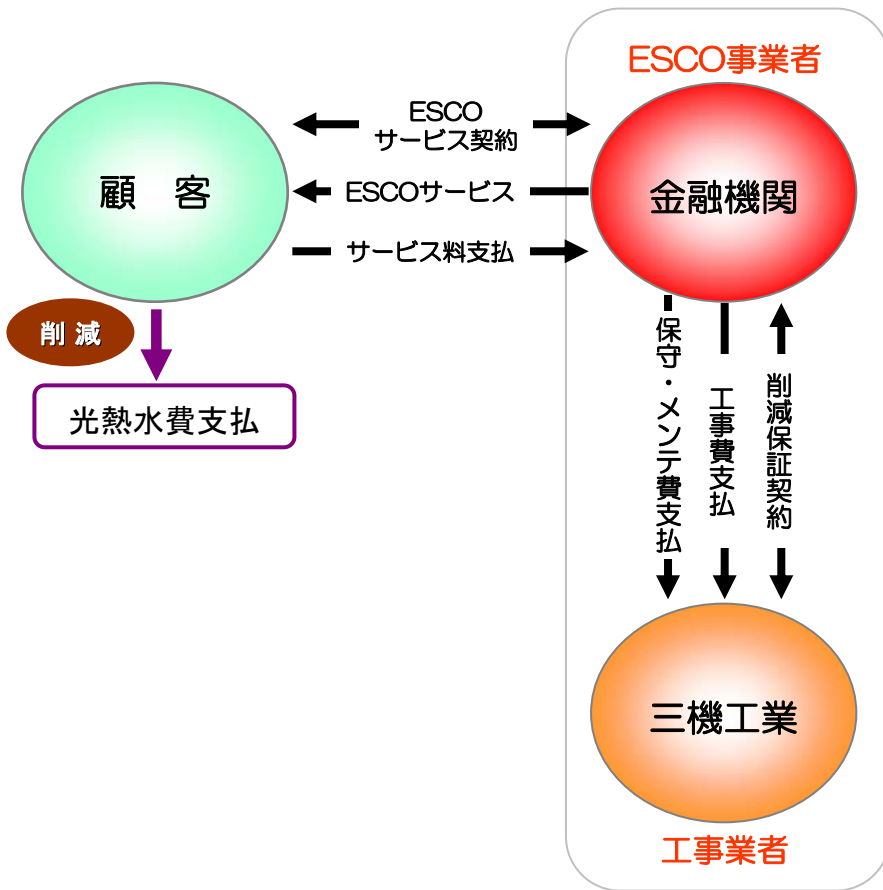 ESCO事業者
ESCO
サービス契約
顧　客
ESCOサービス
金融機関
サービス料支払
削 減
光熱水費支払
保守・メンテ費支払
工事費支払
削減保証契約
三機工業
工事業者